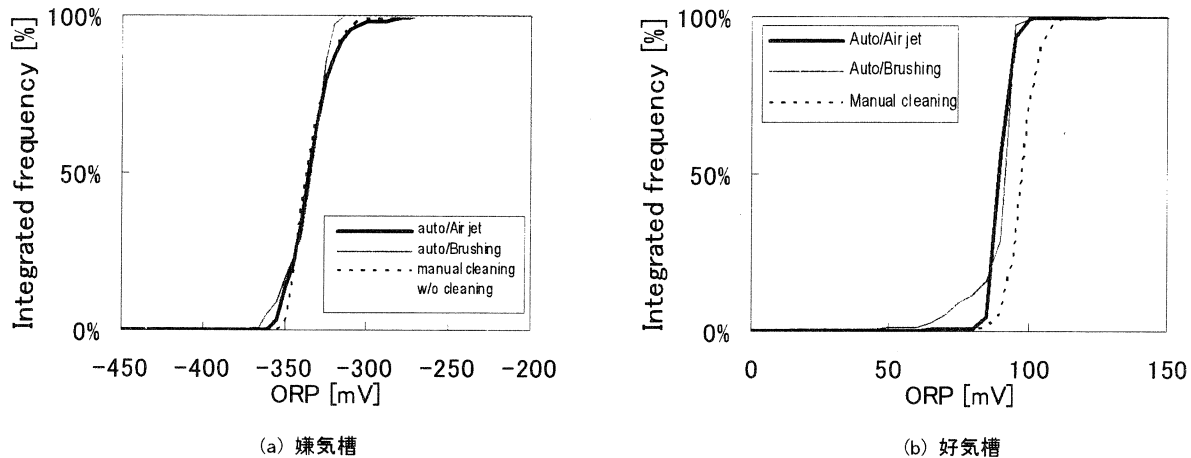 Integrated frequency [%]
100%
50%
0%
auto/Air jet
auto/Brushing
manual cleaning
w/o cleaning
-450
-400
-350
-300
-250
-200
ORP [mV]
(a) 嫌気槽
Integrated frequency [%]
100%
50%
0%
Auto/Air jet
Auto/Brushing
Manual cleaning
0
50
100
150
ORP [mV]
(b) 好気槽